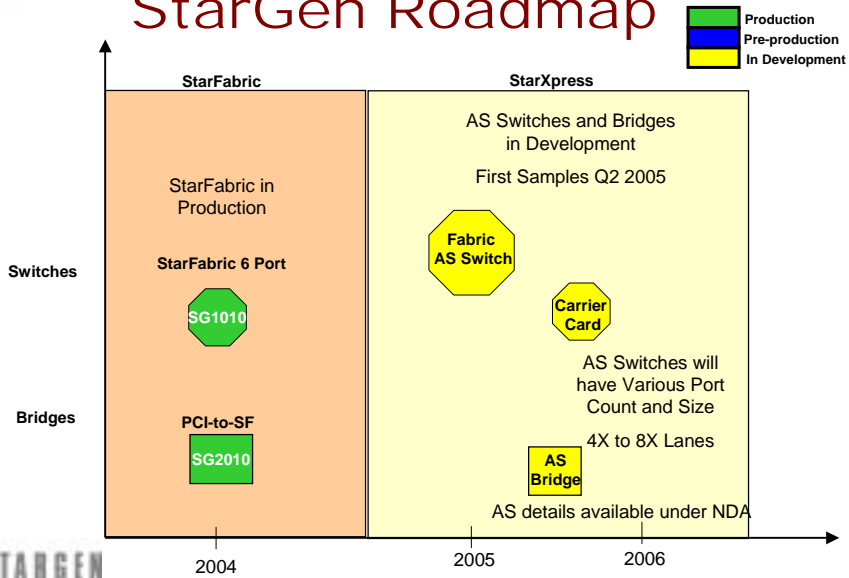 StarGen Roadmap
Production
Pre-production
In Development
StarFabric
StarXpress
StarFabric in
Production
AS Switches and Bridges
in Development
First Samples Q2 2005
Switches
StarFabric 6 Port
SG1010
Fabric
AS Switch
Carrier
Card
AS Switches will
have Various Port
Count and Size
4X to 8X Lanes
Bridges
PCI-to-SF
SG2010
AS
Bridge
AS details available under NDA
2004
2005
2006
STARGEN